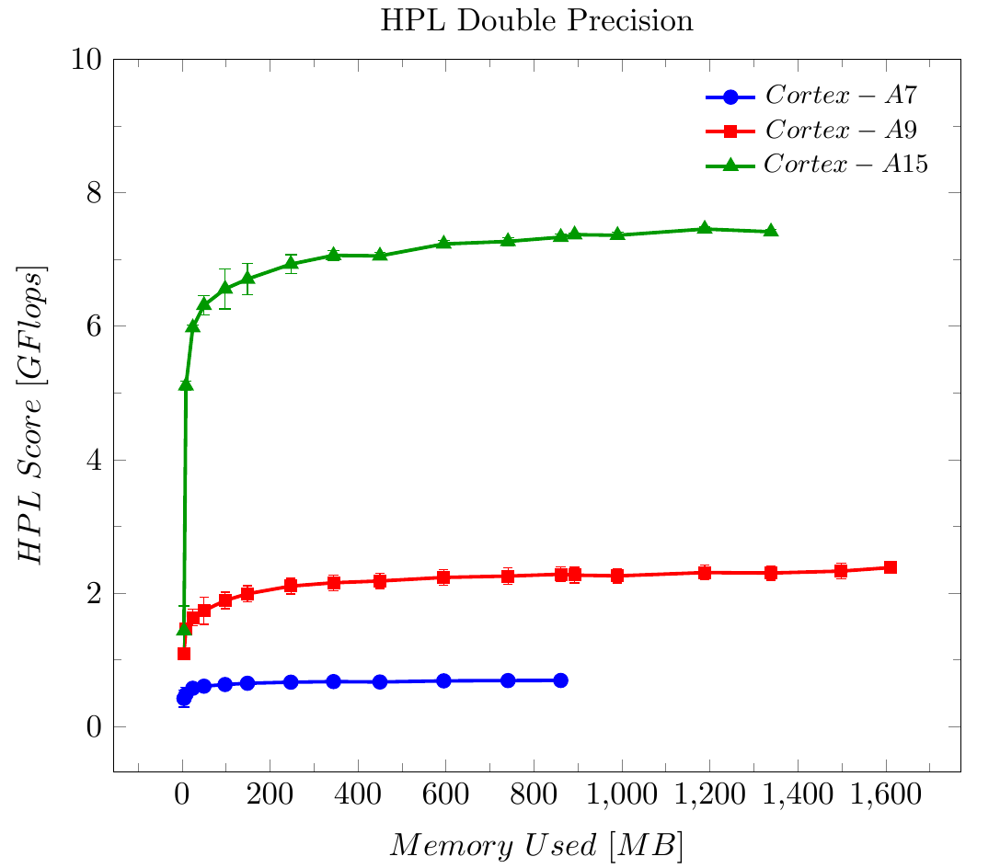 HPL Double Precision
10
8
6
4
2
0
HPL Score [GFlops]
Cortex − A7
Cortex − A9
Cortex − A15
0 200 400 600 800 1,000 1,200 1,400 1,600
Memory Used [MB]